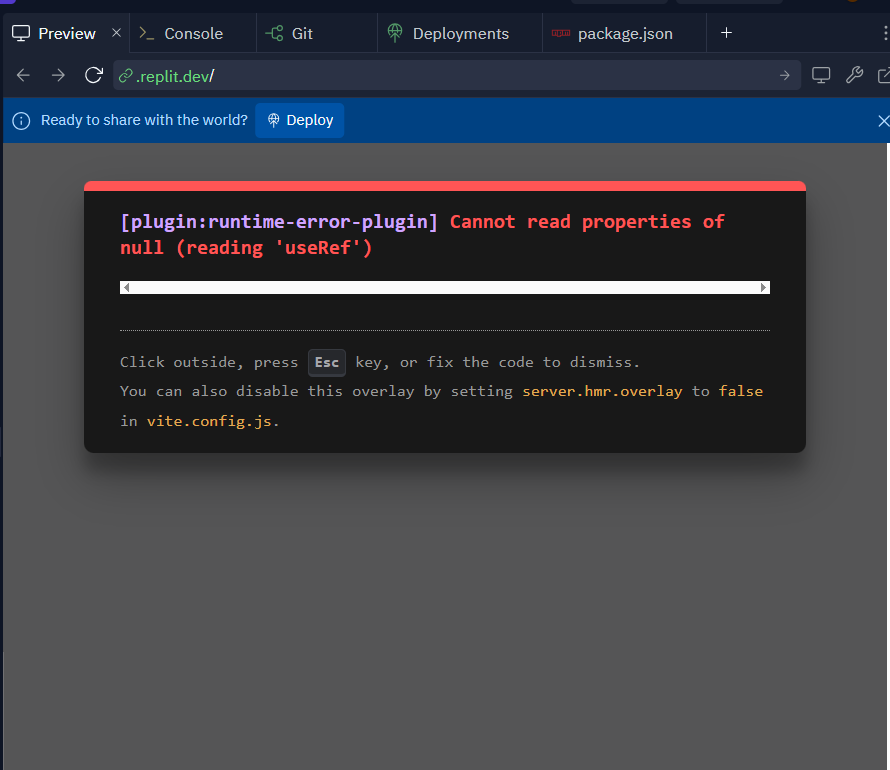 Preview
Console
Git
Deployments
package.json
.replit.dev/
Ready to share with the world?
Deploy
[plugin:runtime-error-plugin] Cannot read properties of
null (reading 'useRef')
Click outside, press Esc key, or fix the code to dismiss.
You can also disable this overlay by setting server.hmr.overlay to false
in vite.config.js.